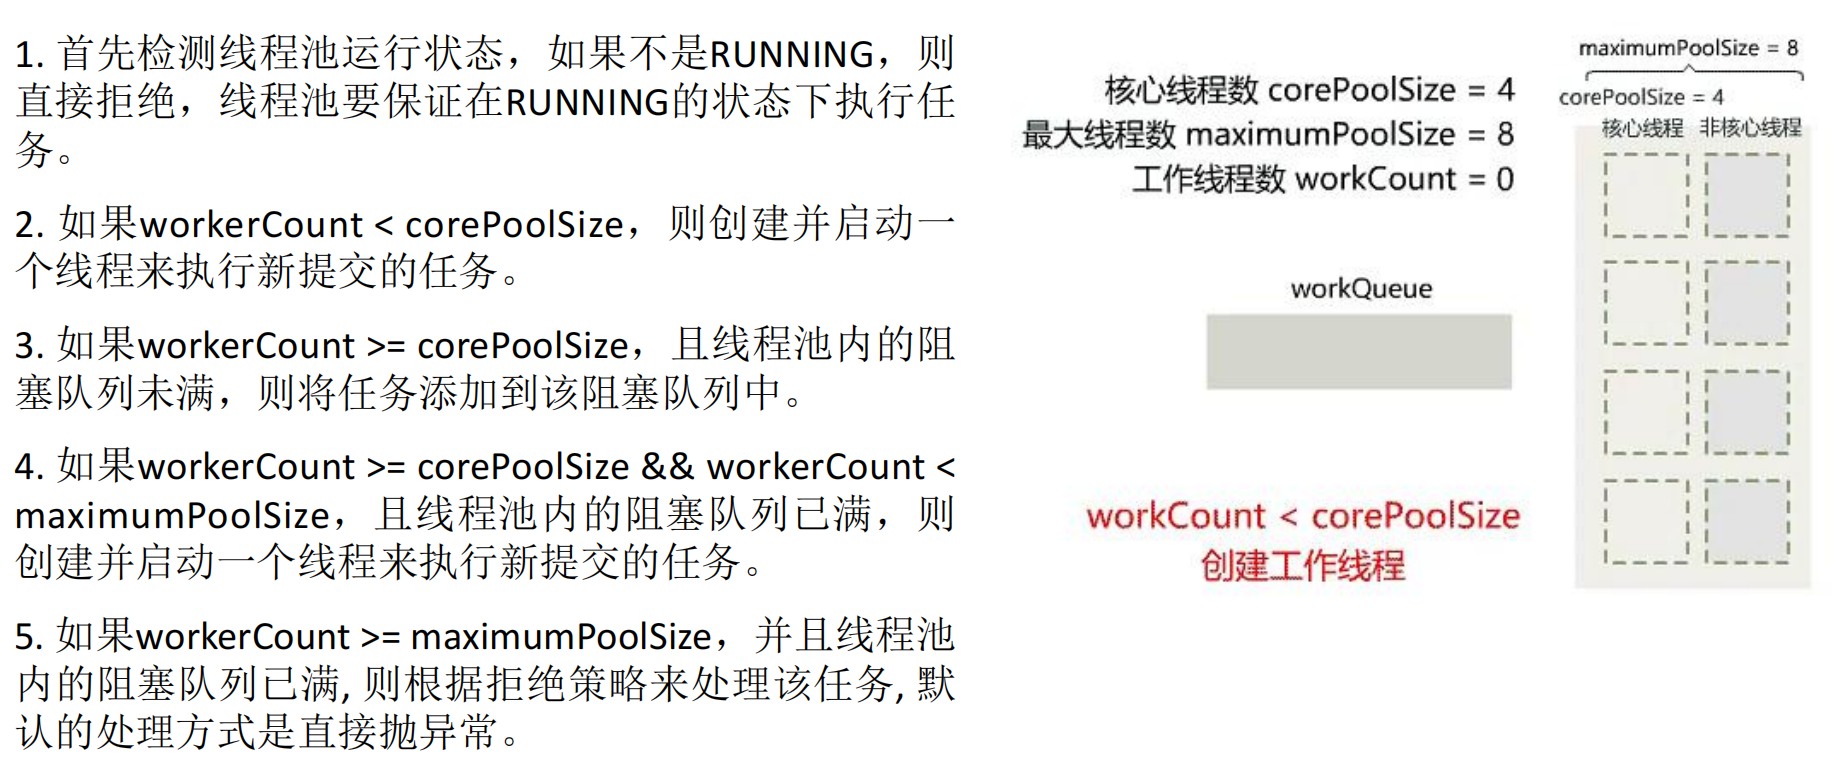 1. 首先检测线程池运行状态，如果不是RUNNING，则
直接拒绝，线程池要保证在RUNNING的状态下执行任
务。
2. 如果workerCount < corePoolSize，则创建并启动一
个线程来执行新提交的任务。
3. 如果workerCount >= corePoolSize，且线程池内的阻
塞队列未满，则将任务添加到该阻塞队列中。
4. 如果workerCount >= corePoolSize && workerCount <
maximumPoolSize，且线程池内的阻塞队列已满，则
创建并启动一个线程来执行新提交的任务。
5. 如果workerCount >= maximumPoolSize，并且线程池
内的阻塞队列已满, 则根据拒绝策略来处理该任务, 默
认的处理方式是直接抛异常。
核心线程数 corePoolSize = 4
最大线程数 maximumPoolSize = 8
工作线程数 workCount = 0
workQueue
workCount < corePoolSize
创建工作线程
maximumPoolSize = 8
corePoolSize = 4
核心线程 非核心线程